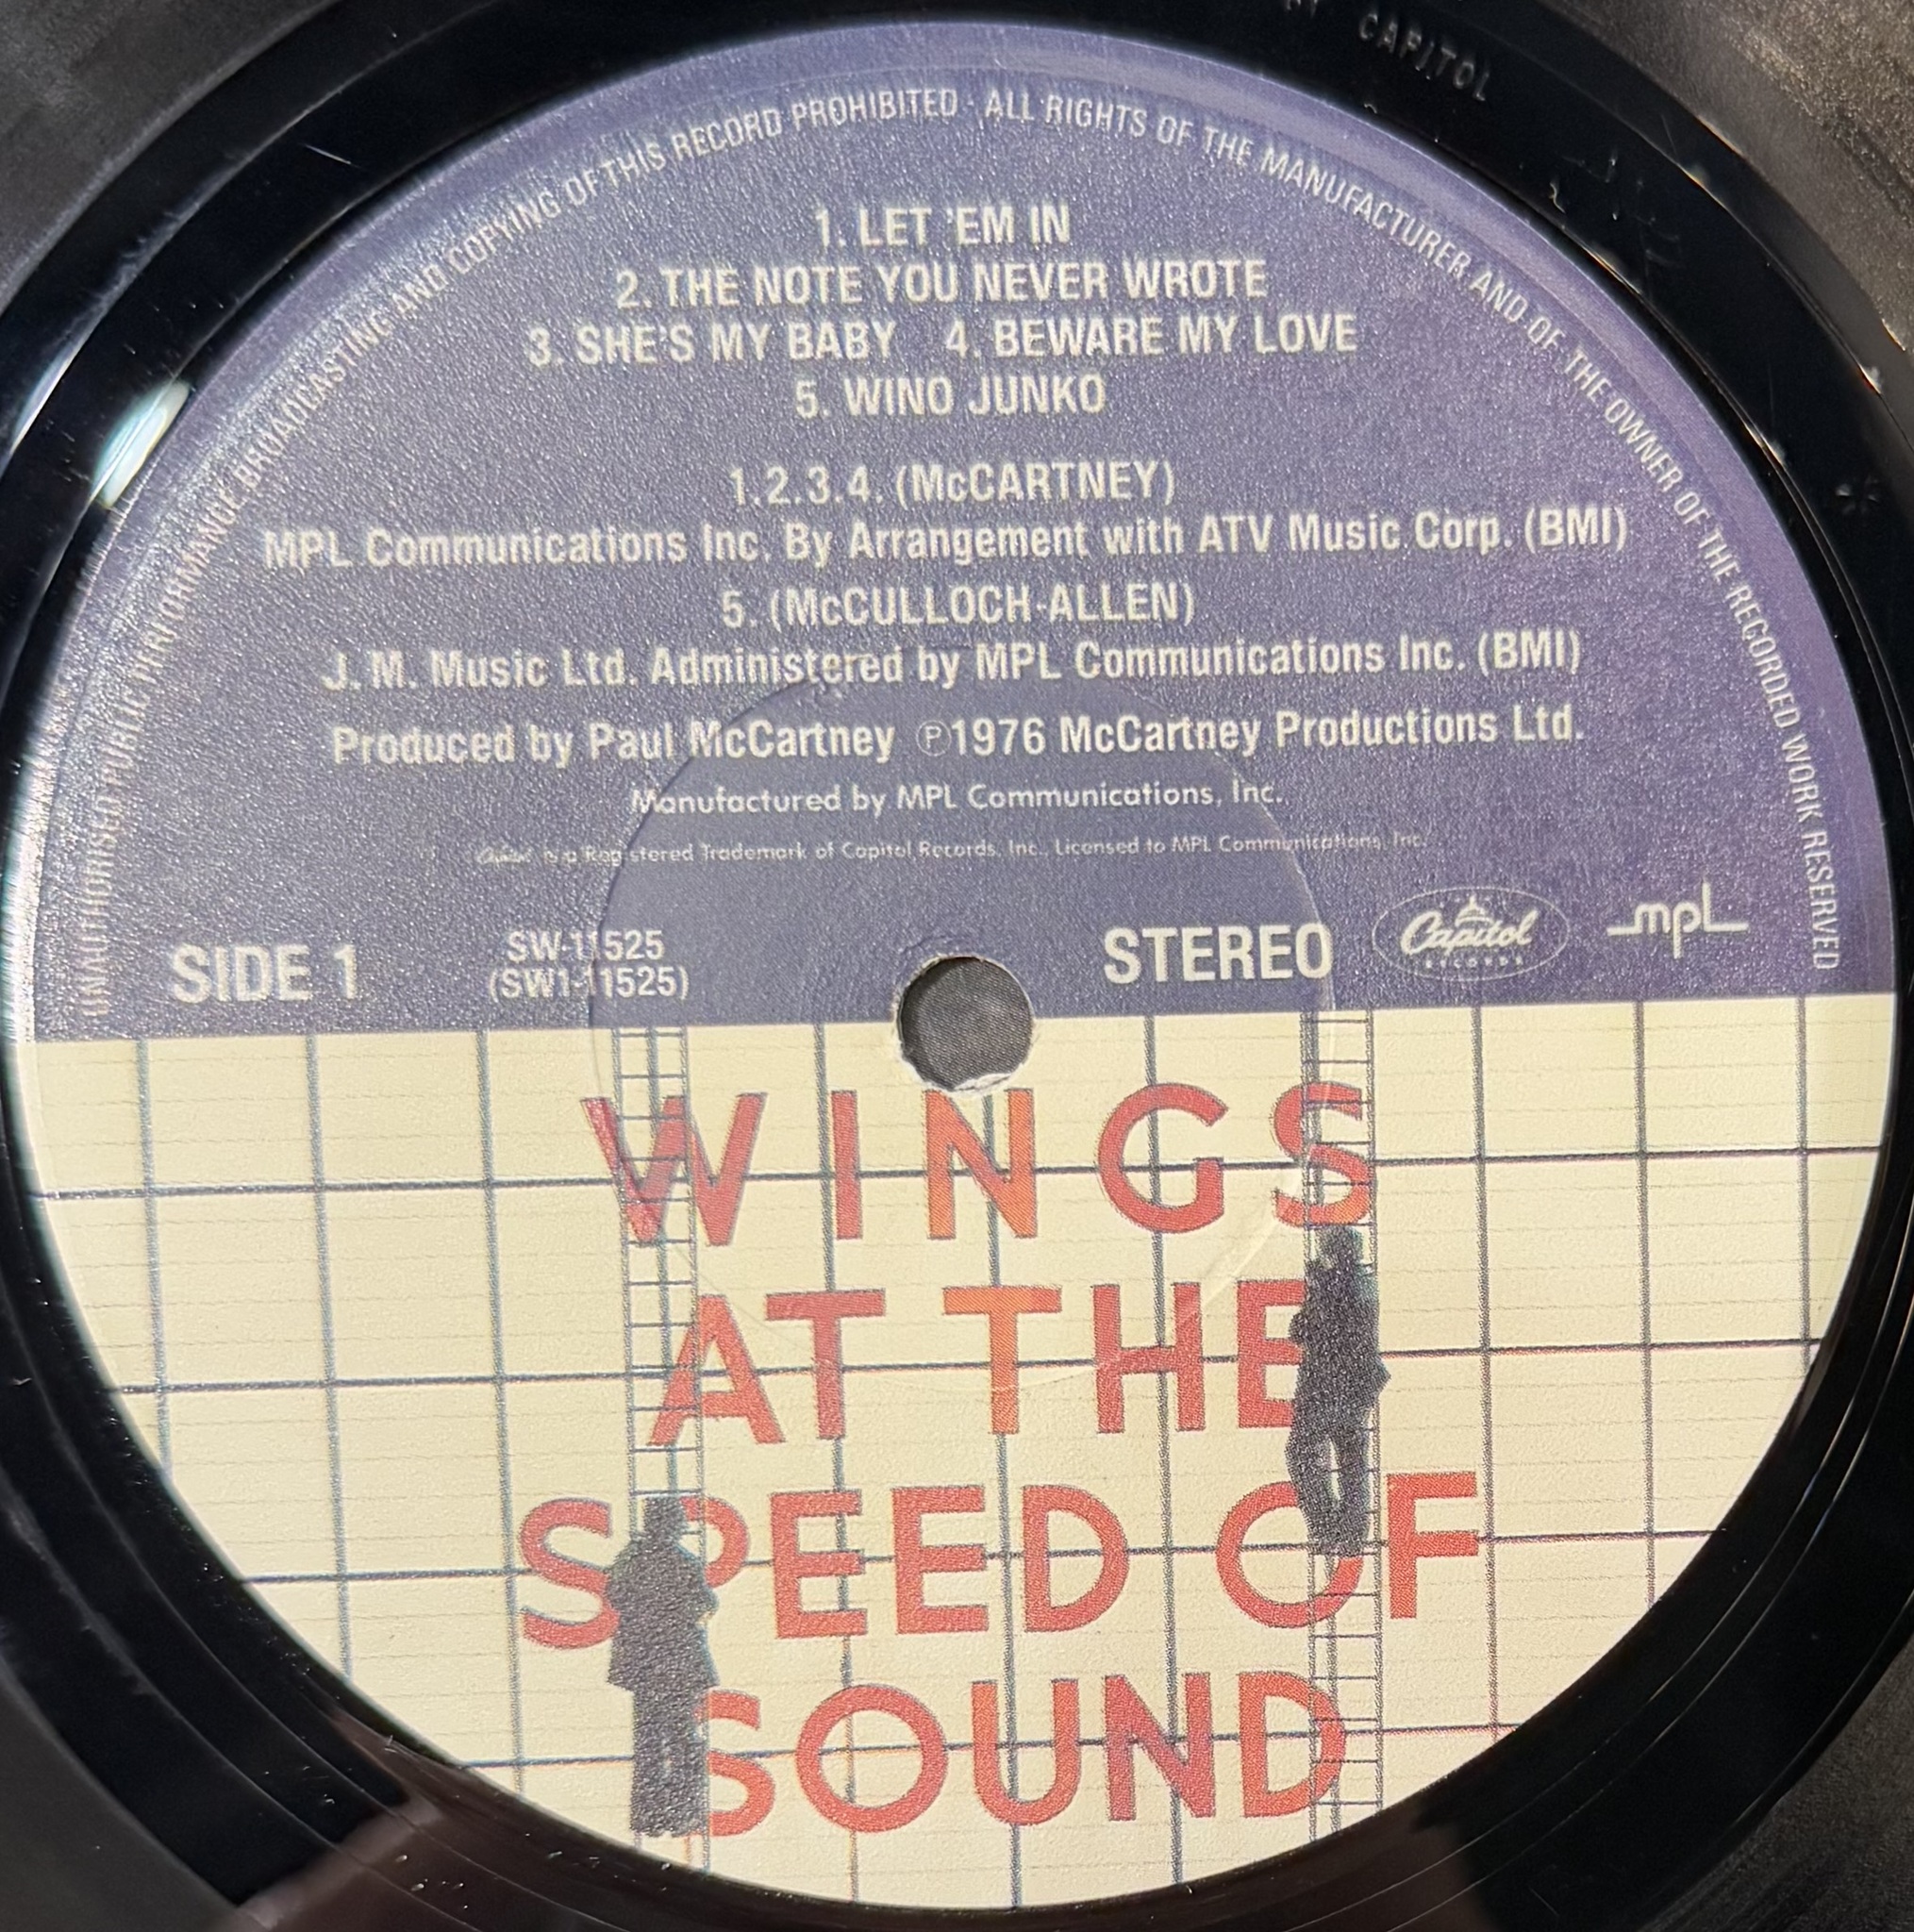 CAPITOL
UNAUTHORISED PUBLIC PERFORMANCE BROADCASTING AND COPYING OF THIS RECORD PROHIBITED · ALL RIGHTS OF THE MANUFACTURER AND OF THE OWNER OF THE RECORDED WORK RESERVED
1. LET 'EM IN
2. THE NOTE YOU NEVER WROTE
3. SHE'S MY BABY 4. BEWARE MY LOVE
5. WINO JUNKO
1.2.3.4. (McCARTNEY)
MPL Communications Inc. By Arrangement with ATV Music Corp. (BMI)
5. (McCULLOCH-ALLEN)
J. M. Music Ltd. Administered by MPL Communications Inc. (BMI)
Produced by Paul McCartney ℗1976 McCartney Productions Ltd.
Manufactured by MPL Communications, Inc.
Capitol is a Registered Trademark of Capitol Records, Inc., Licensed to MPL Communications, Inc.
SIDE 1 SW-11525 STEREO Capitol mpl
(SW1-11525) RECORDS
WINGS
AT THE
SPEED OF
SOUND